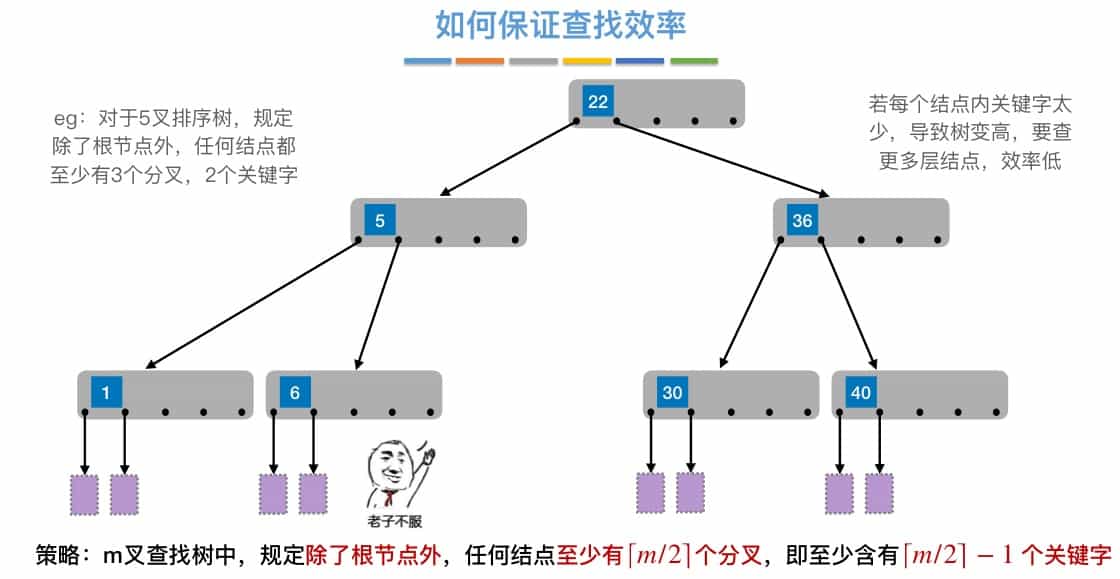 如何保证查找效率
eg：对于5叉排序树，规定
除了根节点外，任何结点都
至少有3个分叉，2个关键字
若每个结点内关键字太
少，导致树变高，要查
更多层结点，效率低
22
5
36
1
6
30
40
老子不服
策略：m叉查找树中，规定除了根节点外，任何结点至少有⌈m/2⌉个分叉，即至少含有⌈m/2⌉ − 1 个关键字